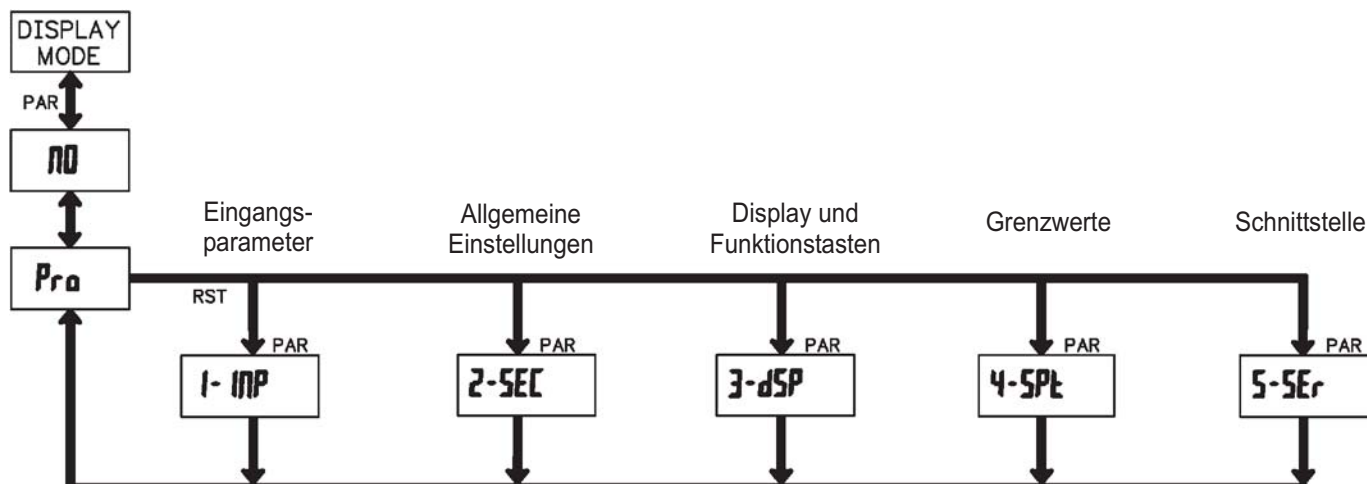 DISPLAY
MODE
PAR
NO
Pro
Eingangs-
parameter
Allgemeine
Einstellungen
Display und
Funktionstasten
Grenzwerte
Schnittstelle
RST
PAR
PAR
PAR
PAR
PAR
1-INP
2-SEC
3-dSP
4-SPt
5-SEr